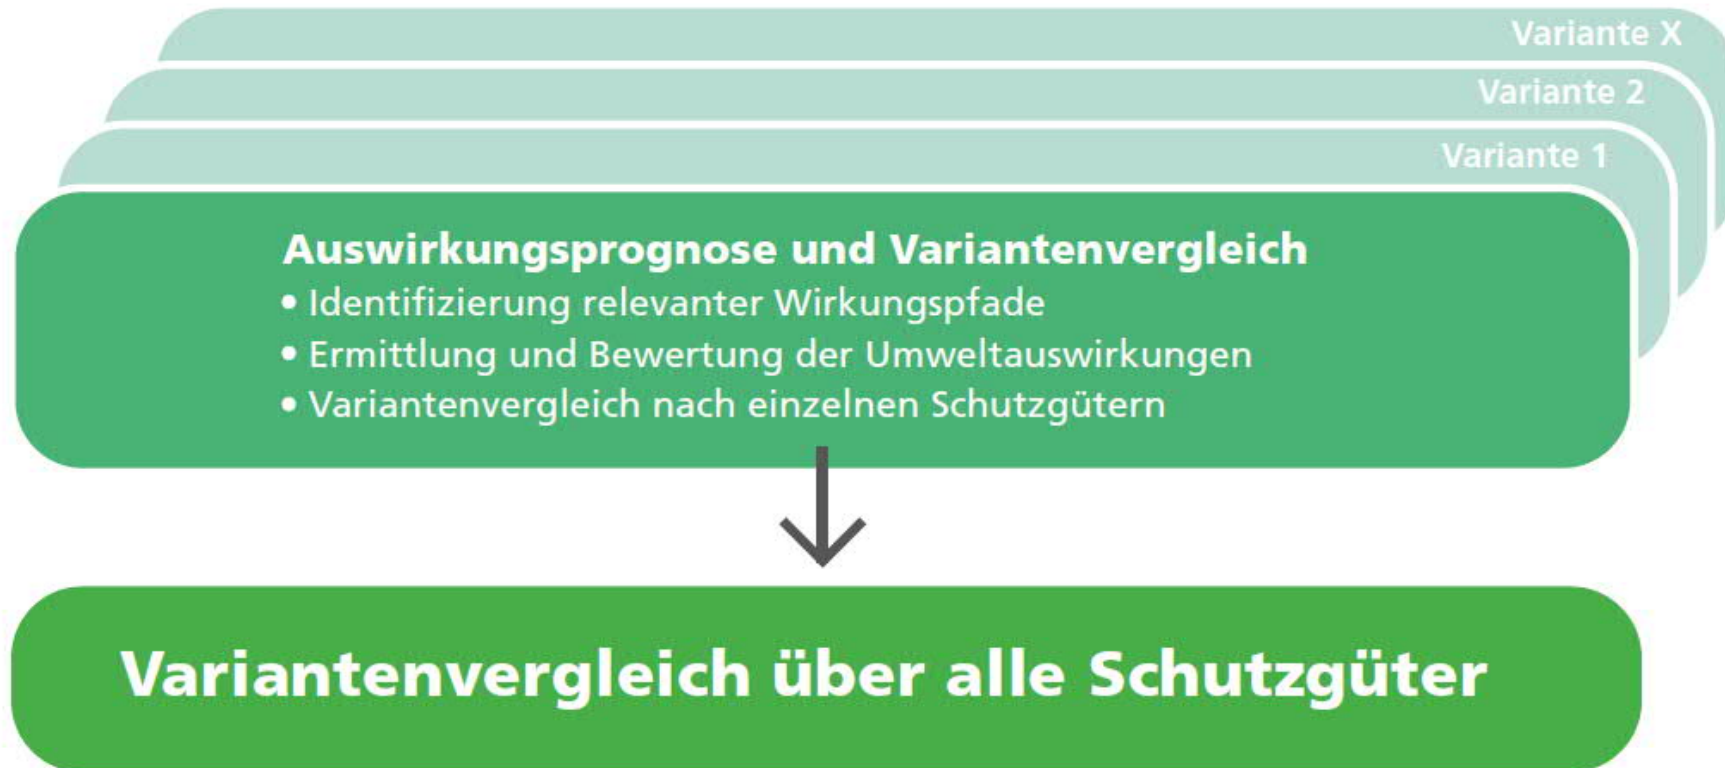 Variante X
Variante 2
Variante 1
Auswirkungsprognose und Variantenvergleich
• Identifizierung relevanter Wirkungspfade
• Ermittlung und Bewertung der Umweltauswirkungen
• Variantenvergleich nach einzelnen Schutzgütern
Variantenvergleich über alle Schutzgüter